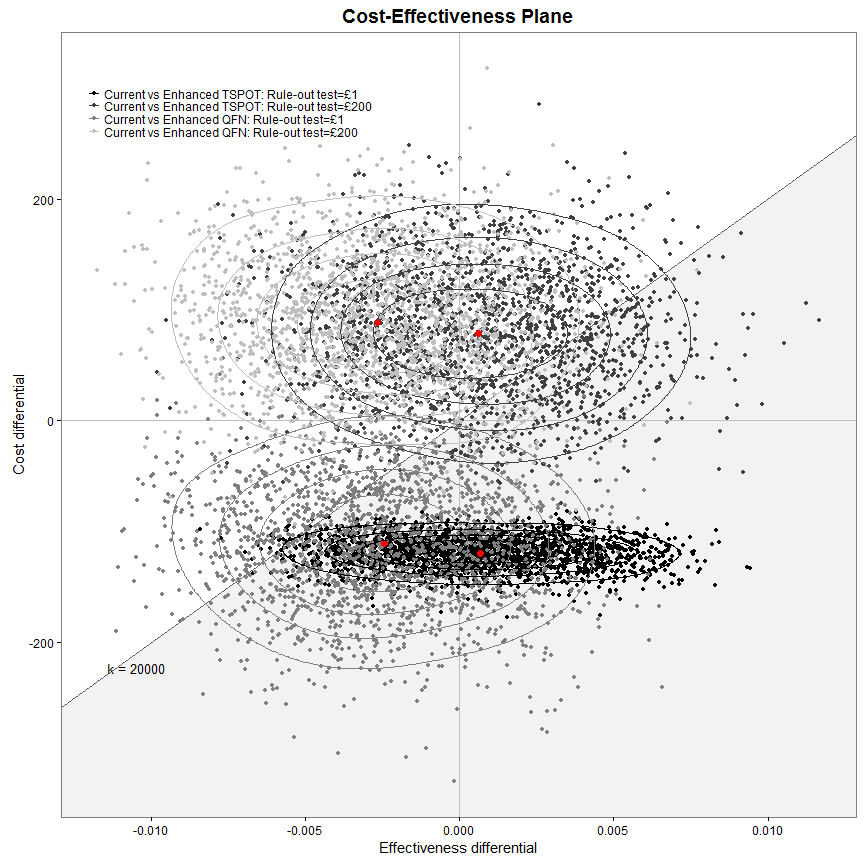 Cost-Effectiveness Plane
Current vs Enhanced TSPOT: Rule-out test=£1
Current vs Enhanced TSPOT: Rule-out test=£200
Current vs Enhanced QFN: Rule-out test=£1
Current vs Enhanced QFN: Rule-out test=£200
200
0
-200
Cost differential
k = 20000
-0.010 -0.005 0.000 0.005 0.010
Effectiveness differential